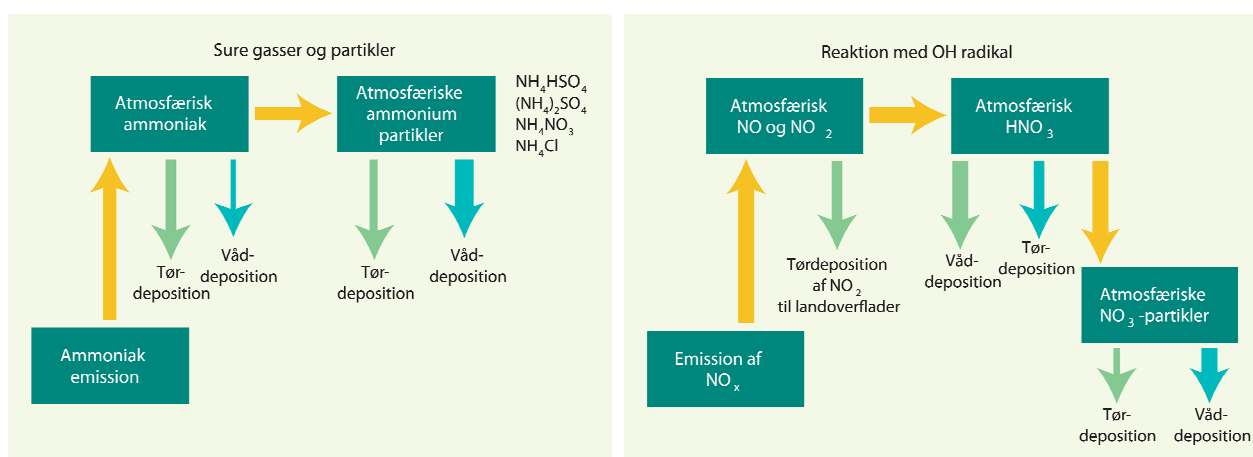 Sure gasser og partikler
Atmosfærisk
ammoniak
Atmosfæriske
ammonium
partikler
NH₄HSO₄
(NH₄)₂SO₄
NH₄NO₃
NH₄Cl
Tør-
deposition
Våd-
deposition
Tør-
deposition
Våd-
deposition
Ammoniak
emission
Reaktion med OH radikal
Atmosfærisk
NO og NO ₂
Atmosfærisk
HNO ₃
Tørdeposition
af NO ₂
til landoverflader
Våd-
deposition
Tør-
deposition
Atmosfæriske
NO ₃ -partikler
Emission af
NO ₓ
Tør-
deposition
Våd-
deposition